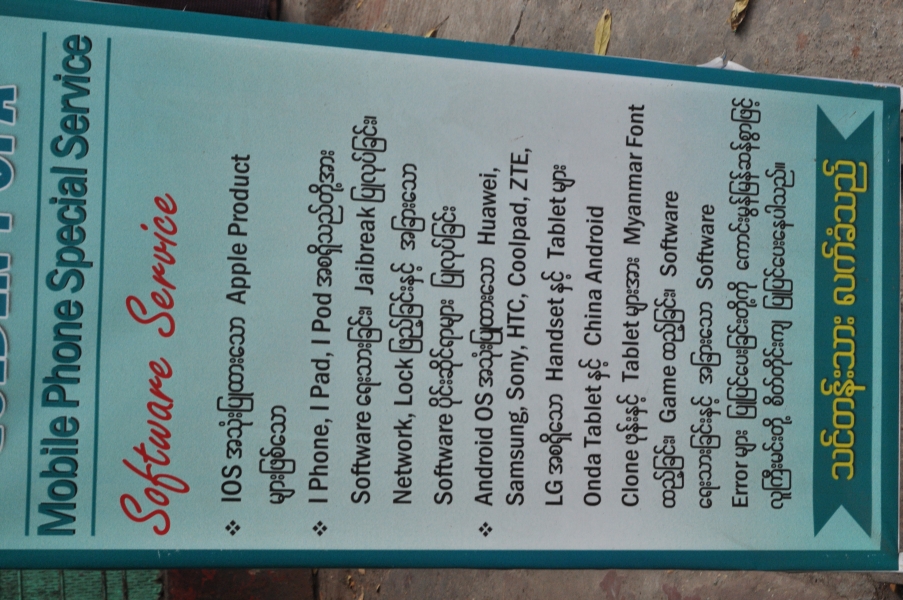 Mobile Phone Special Service
Software Service
❖ IOS အသုံးပြုထားသော Apple Product
များဖြစ်သော
❖ I Phone, I Pad, I Pod အစရှိသည်တို့အား
Software ရေးသားခြင်း၊ Jaibreak ပြုလုပ်ခြင်း၊
Network, Lock ဖြည်ခြင်းနှင့် အခြားသော
Software ပိုင်းဆိုင်ရာများ ပြုလုပ်ခြင်း
❖ Android OS အသုံးပြုထားသော Huawei,
Samsung, Sony, HTC, Coolpad, ZTE,
LG အစရှိသော Handset နှင့် Tablet များ
Onda Tablet နှင့် China Android
Clone ဖုန်းနှင့် Tablet များအား Myanmar Font
ထည့်ခြင်း၊ Game ထည့်ခြင်း၊ Software
ရေးသားခြင်းနှင့် အခြားသော Software
Error များ ပြုပြင်ပေးခြင်းတို့ကို ကောင်းမွန်မြန်ဆန်စွာဖြင့်
လူကြီးမင်းတို့ စိတ်တိုင်းကျ ပြုပြင်ပေးနေပါသည်။
သင်တန်းသား လက်ခံသည်